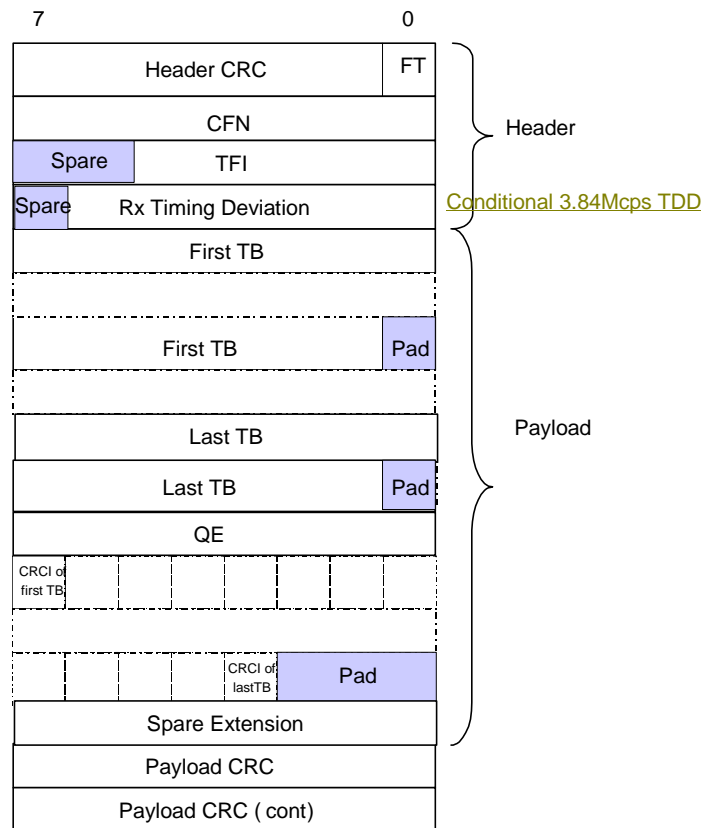 7 0
Header CRC FT
CFN
Header
Spare TFI
Spare Rx Timing Deviation
Conditional 3.84Mcps TDD
First TB
First TB Pad
Payload
Last TB
Last TB Pad
QE
CRCI of
first TB
CRCI of
lastTB
Pad
Spare Extension
Payload CRC
Payload CRC ( cont)